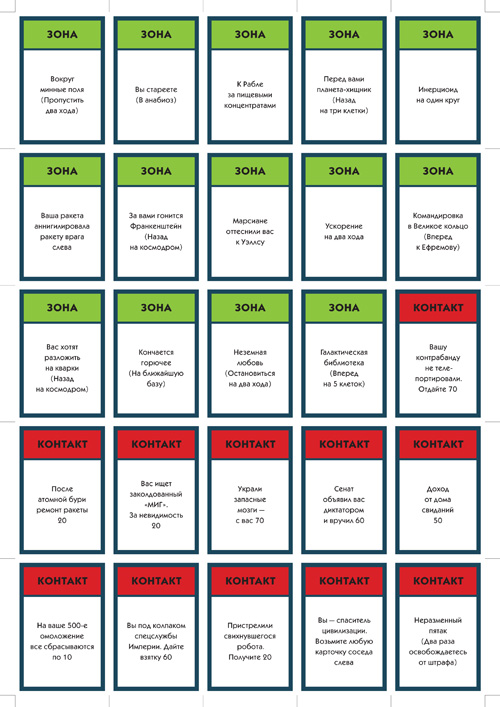 ЗОНА
Вокруг
минные поля
(Пропустить
два хода)
ЗОНА
Вы стареете
(В анабиоз)
ЗОНА
К Рабле
за пищевыми
концентратами
ЗОНА
Перед вами
планета-хищник
(Назад
на три клетки)
ЗОНА
Инерциоид
на один круг
ЗОНА
Ваша ракета
аннигилировала
ракету врага
слева
ЗОНА
За вами гонится
Франкенштейн
(Назад
на космодром)
ЗОНА
Марсиане
оттеснили вас
к Уэллсу
ЗОНА
Ускорение
на два хода
ЗОНА
Командировка
в Великое кольцо
(Вперед
к Ефремову)
ЗОНА
Вас хотят
разложить
на кварки
(Назад
на космодром)
ЗОНА
Кончается
горючее
(На ближайшую
базу)
ЗОНА
Неземная
любовь
(Остановиться
на два хода)
ЗОНА
Галактическая
библиотека
(Вперед
на 5 клеток)
КОНТАКТ
Вашу
контрабанду
не теле-
портировали.
Отдайте 70
КОНТАКТ
После
атомной бури
ремонт ракеты
20
КОНТАКТ
Вас ищет
заколдованный
«МИГ».
За невидимость
20
КОНТАКТ
Украли
запасные
мозги —
с вас 70
КОНТАКТ
Сенат
объявил вас
диктатором
и вручил 60
КОНТАКТ
Доход
от дома
свиданий
50
КОНТАКТ
На ваше 500-е
омоложение
все сбрасываются
по 10
КОНТАКТ
Вы под колпаком
спецслужбы
Империи. Дайте
взятку 60
КОНТАКТ
Пристрелили
свихнувшегося
робота.
Получите 20
КОНТАКТ
Вы — спаситель
цивилизации.
Возьмите любую
карточку соседа
слева
КОНТАКТ
Неразменный
пятак
(Два раза
освобождаетесь
от штрафа)